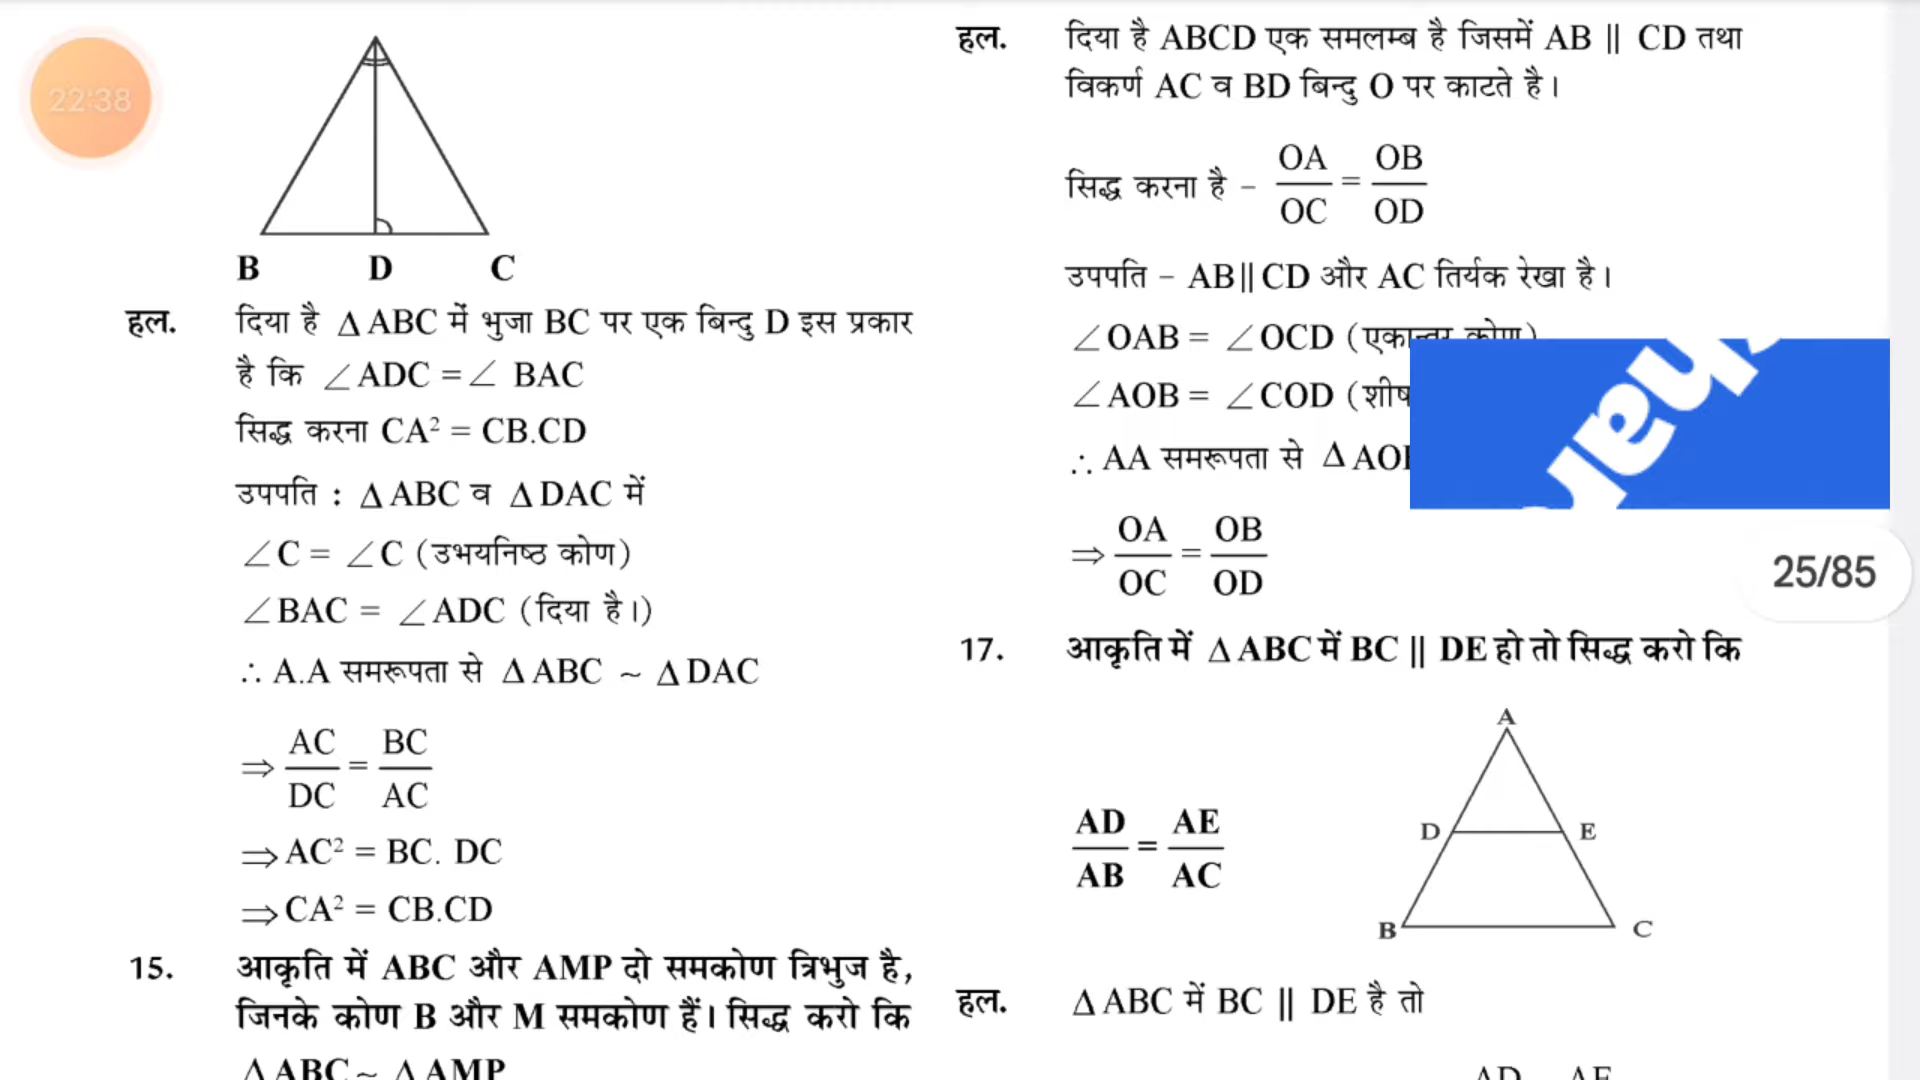 22:38
B D C
हल. दिया है Δ ABC में भुजा BC पर एक बिन्दु D इस प्रकार
है कि ∠ADC = ∠ BAC
सिद्ध करना CA² = CB.CD
उपपति : Δ ABC व Δ DAC में
∠C = ∠C (उभयनिष्ठ कोण)
∠BAC = ∠ADC (दिया है।)
∴ A.A समरूपता से Δ ABC ~ Δ DAC
⇒ AC/DC = BC/AC
⇒ AC² = BC. DC
⇒ CA² = CB.CD
15. आकृति में ABC और AMP दो समकोण त्रिभुज है,
जिनके कोण B और M समकोण हैं। सिद्ध करो कि
Δ ABC ~ Δ AMP
हल. दिया है ABCD एक समलम्ब है जिसमें AB || CD तथा
विकर्ण AC व BD बिन्दु O पर काटते है।
सिद्ध करना है – OA/OC = OB/OD
उपपति – AB || CD और AC तिर्यक रेखा है।
∠OAB = ∠OCD (एकान्तर कोण)
∠AOB = ∠COD
∴ AA समरूपता से Δ
⇒ OA/OC = OB/OD
25/85
17. आकृति में Δ ABC में BC || DE हो तो सिद्ध करो कि
A
D E
B C
AD/AB = AE/AC
हल. Δ ABC में BC || DE है तो
AD AE